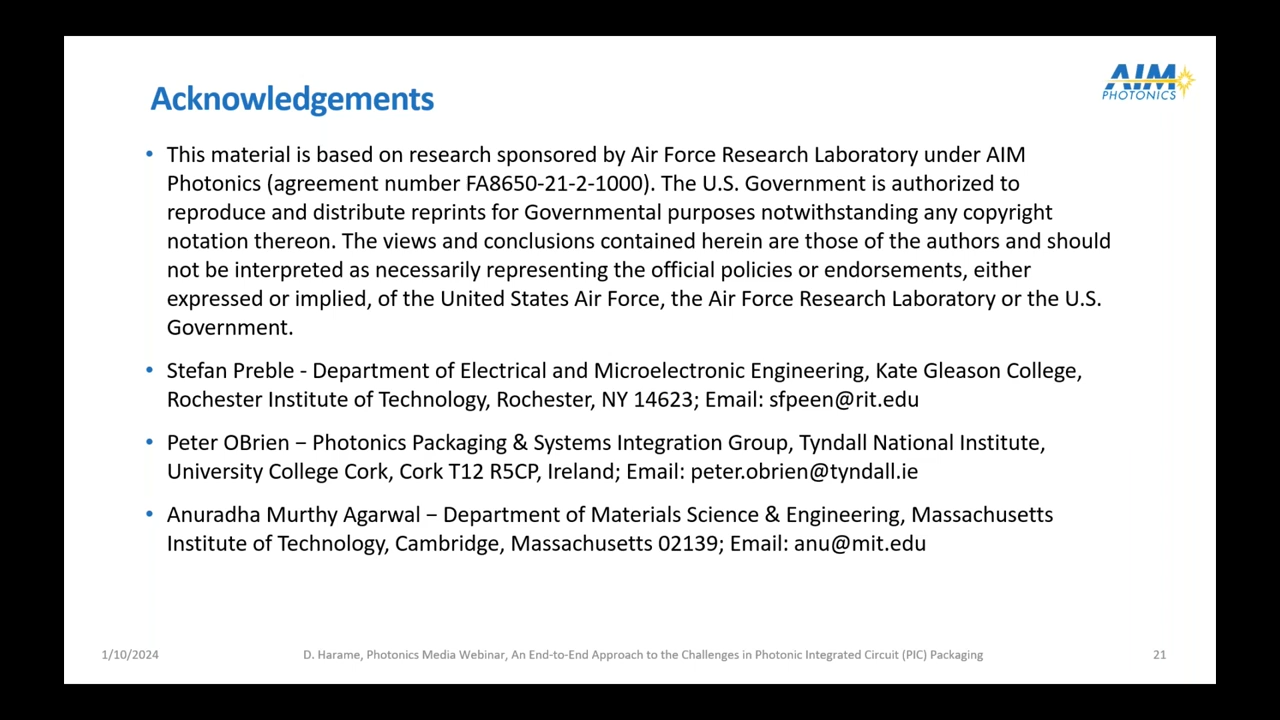 Acknowledgements
AIM
PHOTONICS
• This material is based on research sponsored by Air Force Research Laboratory under AIM
Photonics (agreement number FA8650-21-2-1000). The U.S. Government is authorized to
reproduce and distribute reprints for Governmental purposes notwithstanding any copyright
notation thereon. The views and conclusions contained herein are those of the authors and should
not be interpreted as necessarily representing the official policies or endorsements, either
expressed or implied, of the United States Air Force, the Air Force Research Laboratory or the U.S.
Government.
• Stefan Preble - Department of Electrical and Microelectronic Engineering, Kate Gleason College,
Rochester Institute of Technology, Rochester, NY 14623; Email: sfpeen@rit.edu
• Peter OBrien – Photonics Packaging & Systems Integration Group, Tyndall National Institute,
University College Cork, Cork T12 R5CP, Ireland; Email: peter.obrien@tyndall.ie
• Anuradha Murthy Agarwal – Department of Materials Science & Engineering, Massachusetts
Institute of Technology, Cambridge, Massachusetts 02139; Email: anu@mit.edu
1/10/2024
D. Harame, Photonics Media Webinar, An End-to-End Approach to the Challenges in Photonic Integrated Circuit (PIC) Packaging
21